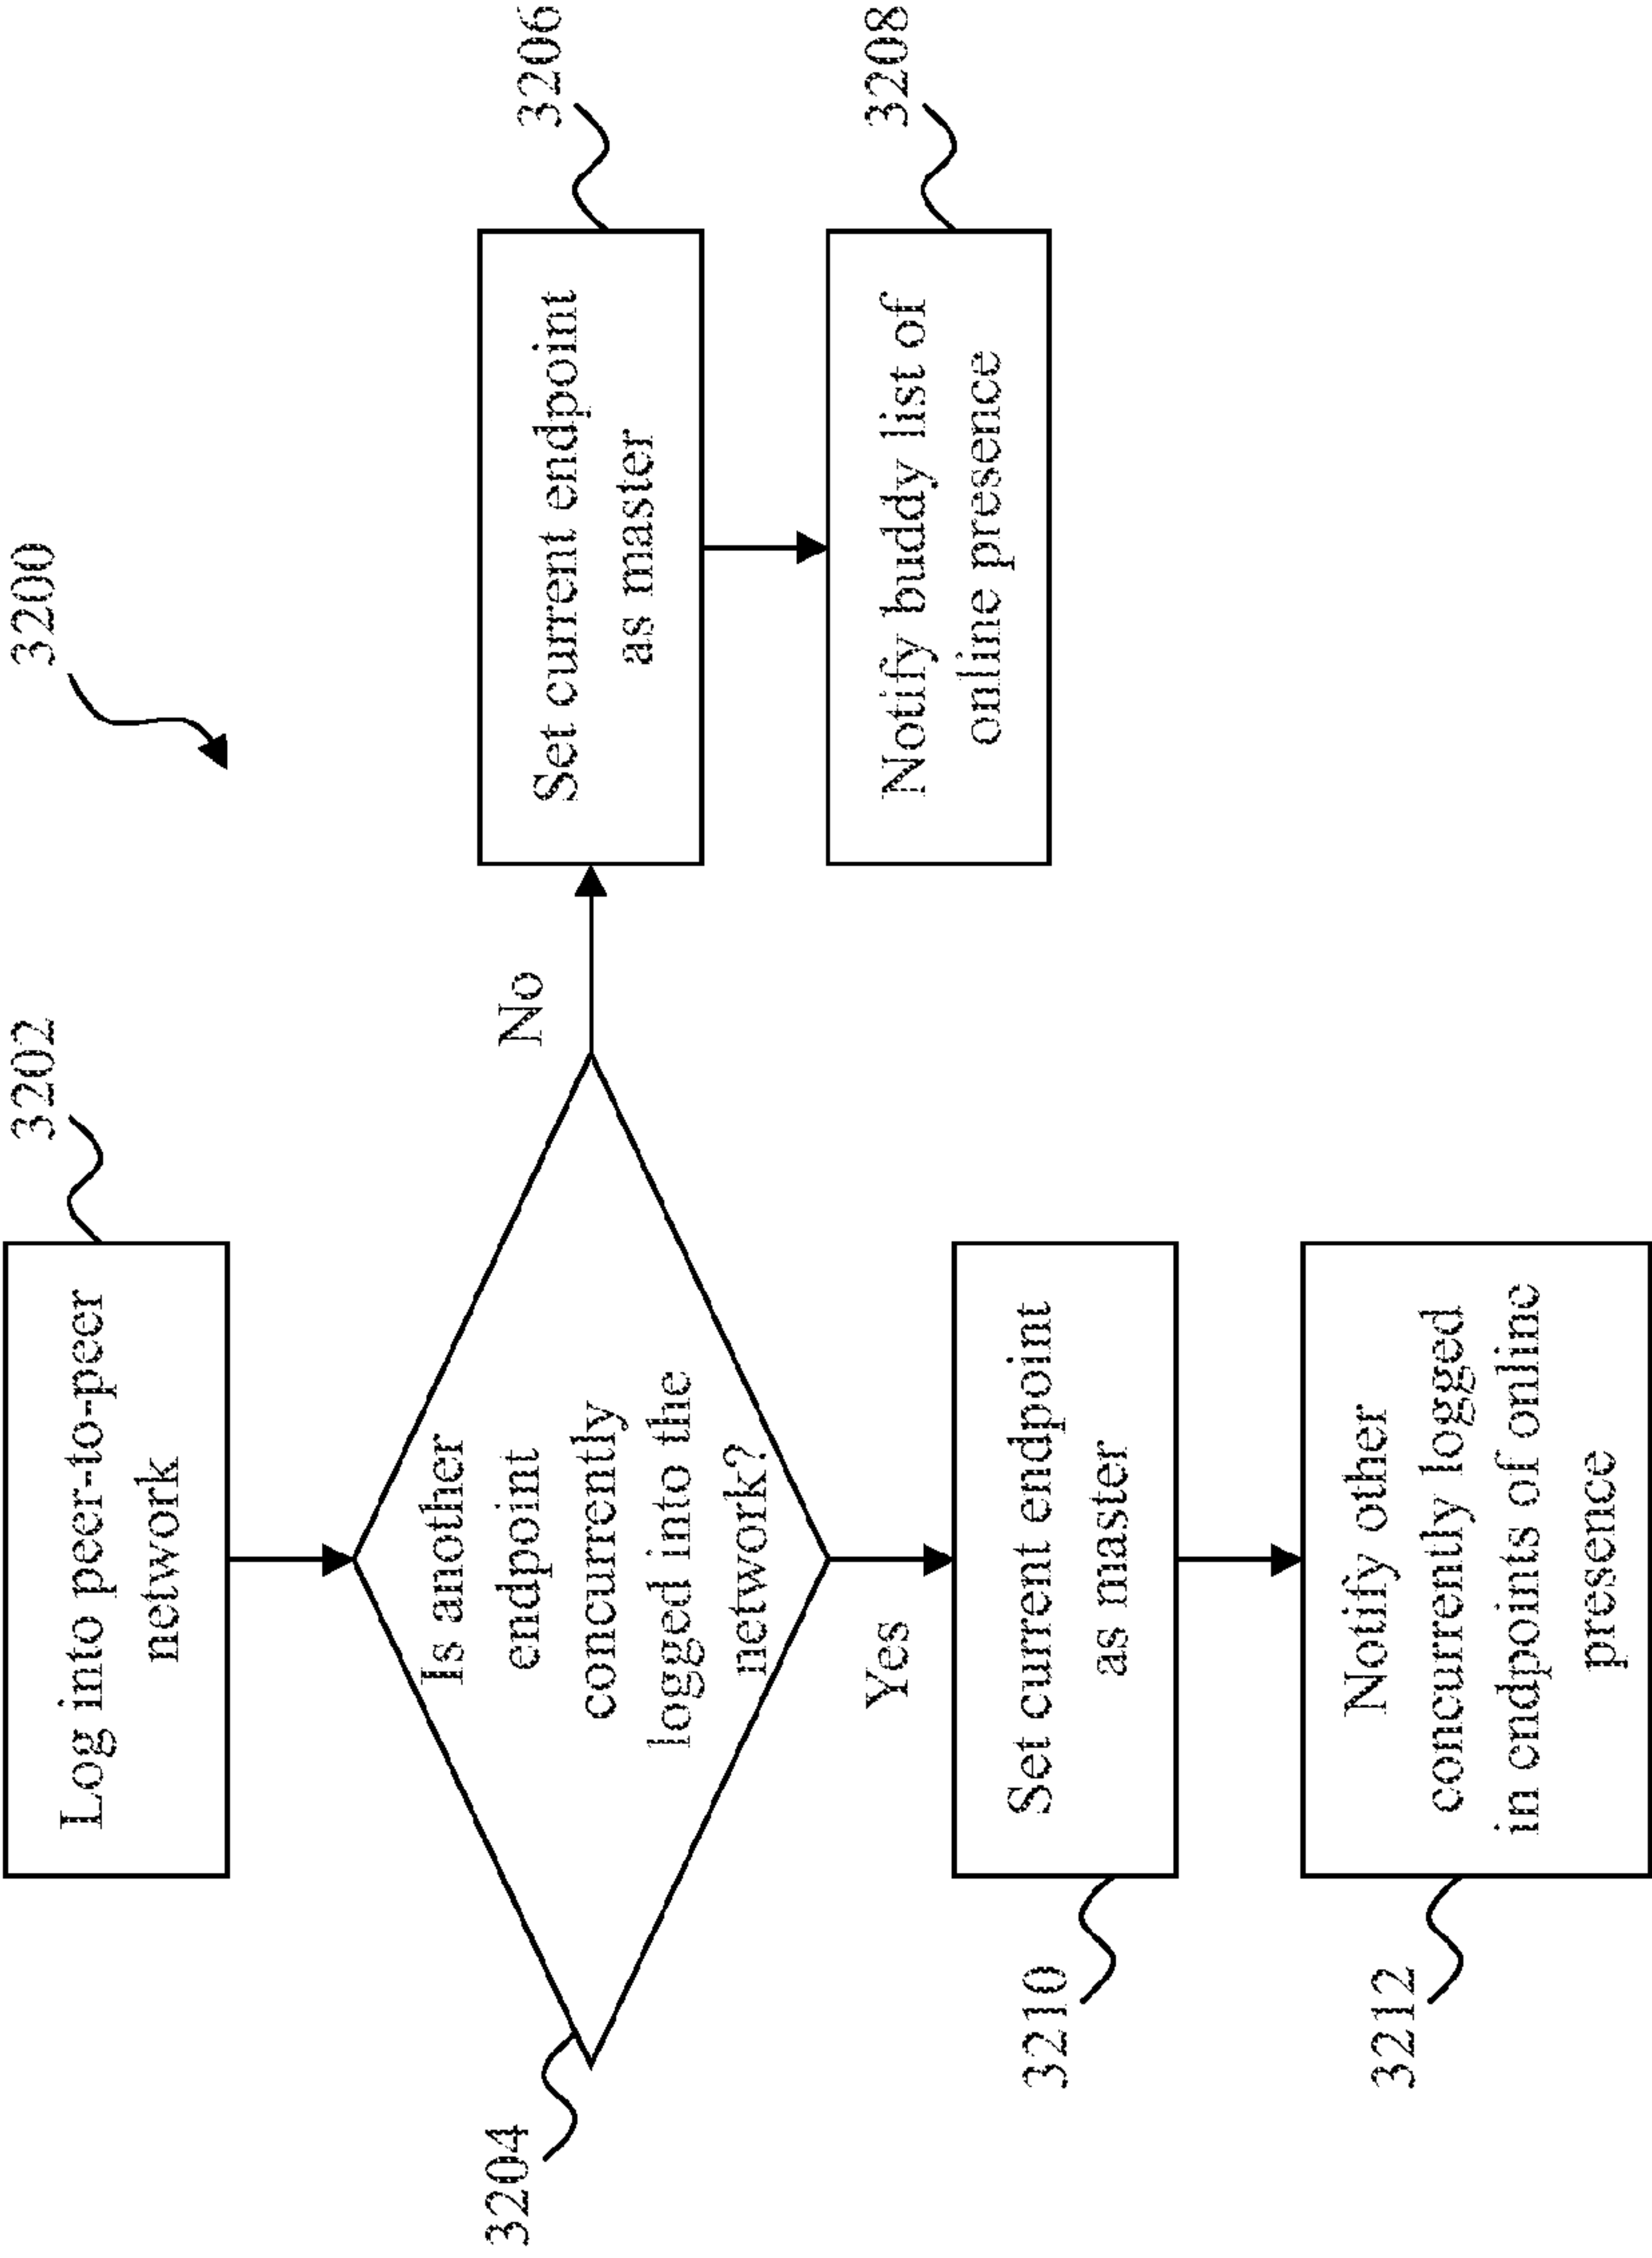 3200
3202
Log into peer-to-peer
network
3204
Is another
endpoint
concurrently
logged into the
network?
No
3206
Set current endpoint
as master
3208
Notify buddy list of
online presence
Yes
3210
Set current endpoint
as master
3212
Notify other
concurrently logged
in endpoints of online
presence